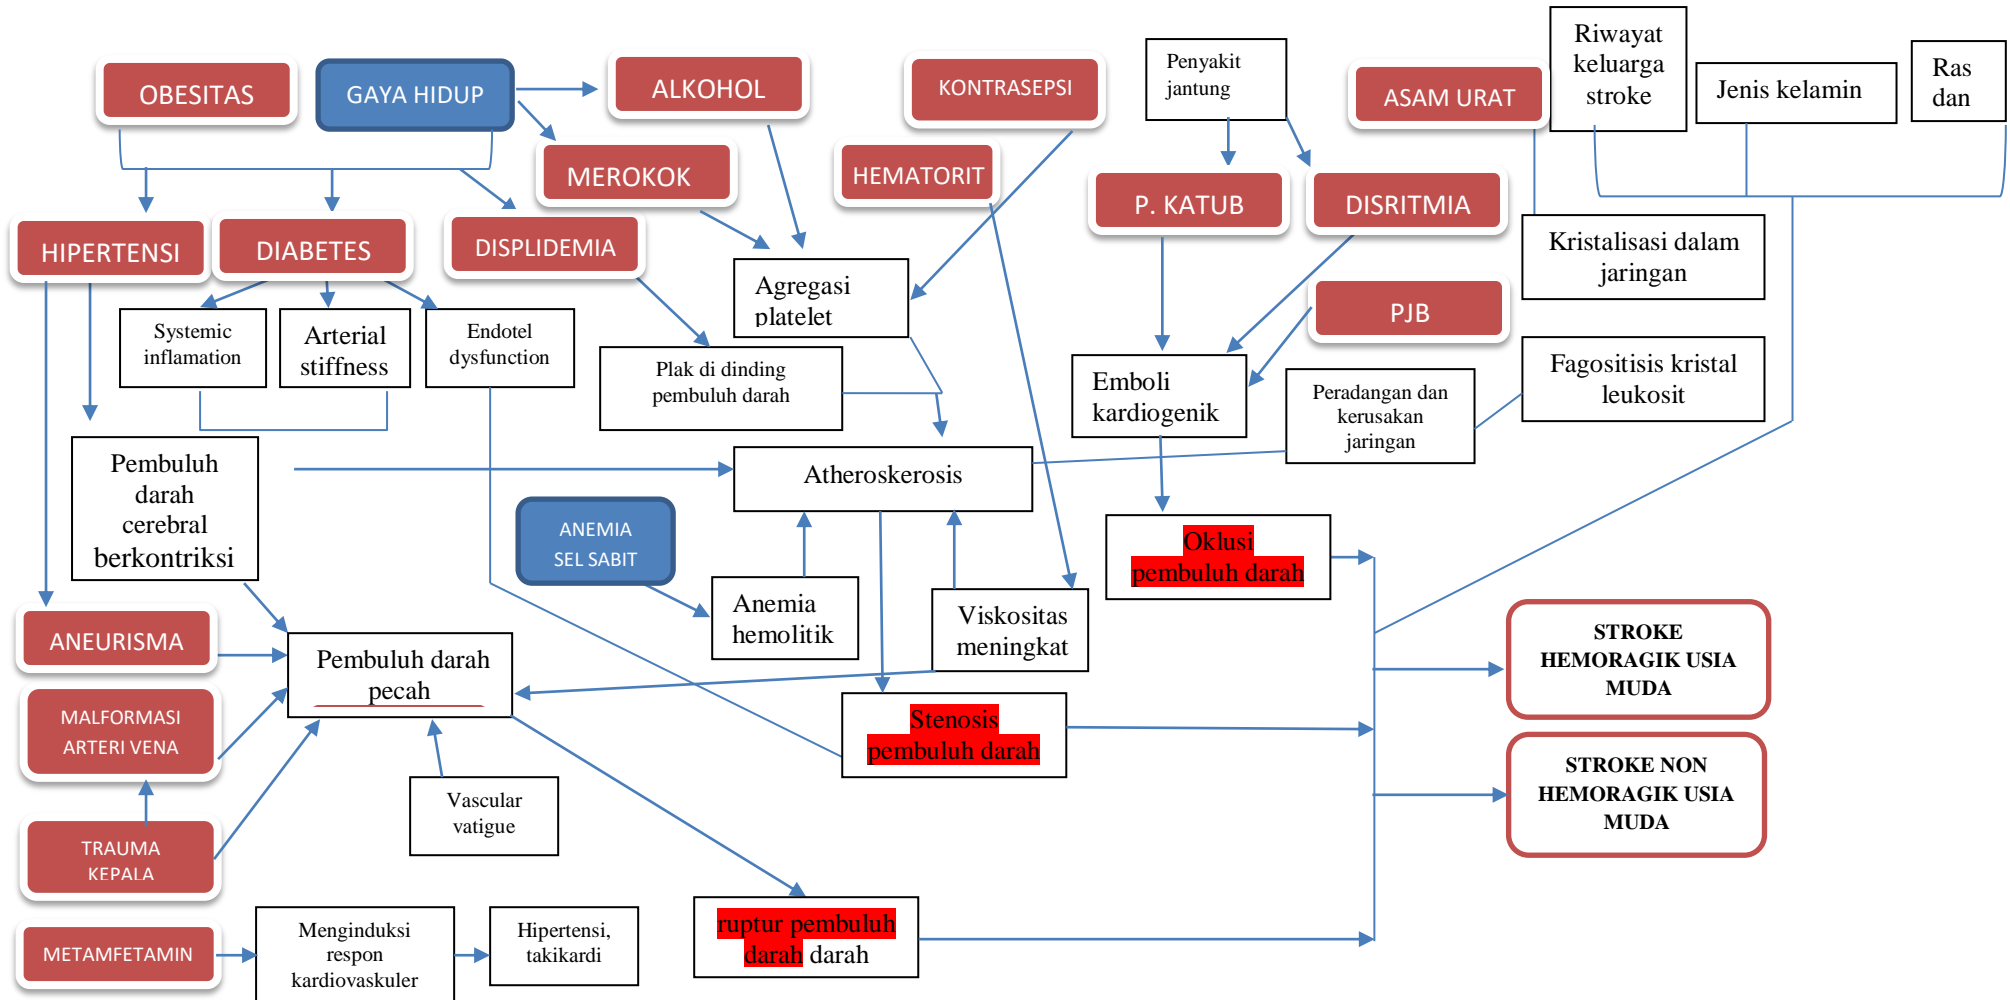 OBESITAS
GAYA HIDUP
ALKOHOL
KONTRASEPSI
Penyakit
jantung
ASAM URAT
Riwayat
keluarga
stroke
Jenis kelamin
Ras
dan
MEROKOK
HEMATORIT
P. KATUB
DISRITMIA
HIPERTENSI
DIABETES
DISPLIDEMIA
Kristalisasi dalam
jaringan
Agregasi
platelet
PJB
Systemic
inflamation
Arterial
stiffness
Endotel
dysfunction
Plak di dinding
pembuluh darah
Emboli
kardiogenik
Peradangan dan
kerusakan
jaringan
Fagositisis kristal
leukosit
Pembuluh
darah
cerebral
berkontriksi
Atheroskerosis
ANEMIA
SEL SABIT
Oklusi
pembuluh darah
Anemia
hemolitik
Viskositas
meningkat
ANEURISMA
Pembuluh darah
pecah
STROKE
HEMORAGIK USIA
MUDA
MALFORMASI
ARTERI VENA
Stenosis
pembuluh darah
STROKE NON
HEMORAGIK USIA
MUDA
Vascular
vatigue
TRAUMA
KEPALA
METAMFETAMIN
Menginduksi
respon
kardiovaskuler
Hipertensi,
takikardi
ruptur pembuluh
darah darah